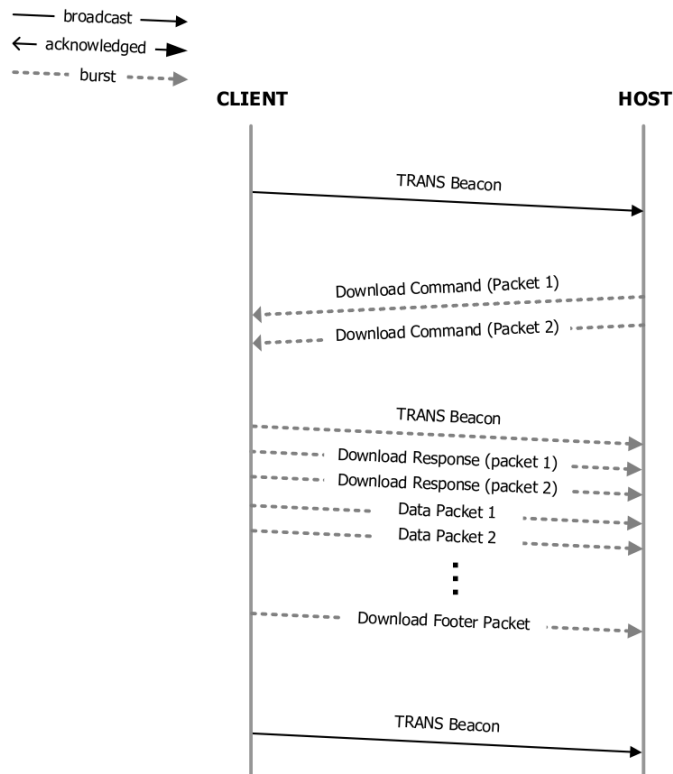 broadcast
acknowledged
burst
CLIENT
HOST
TRANS Beacon
Download Command (Packet 1)
Download Command (Packet 2)
TRANS Beacon
Download Response (packet 1)
Download Response (packet 2)
Data Packet 1
Data Packet 2
Download Footer Packet
TRANS Beacon